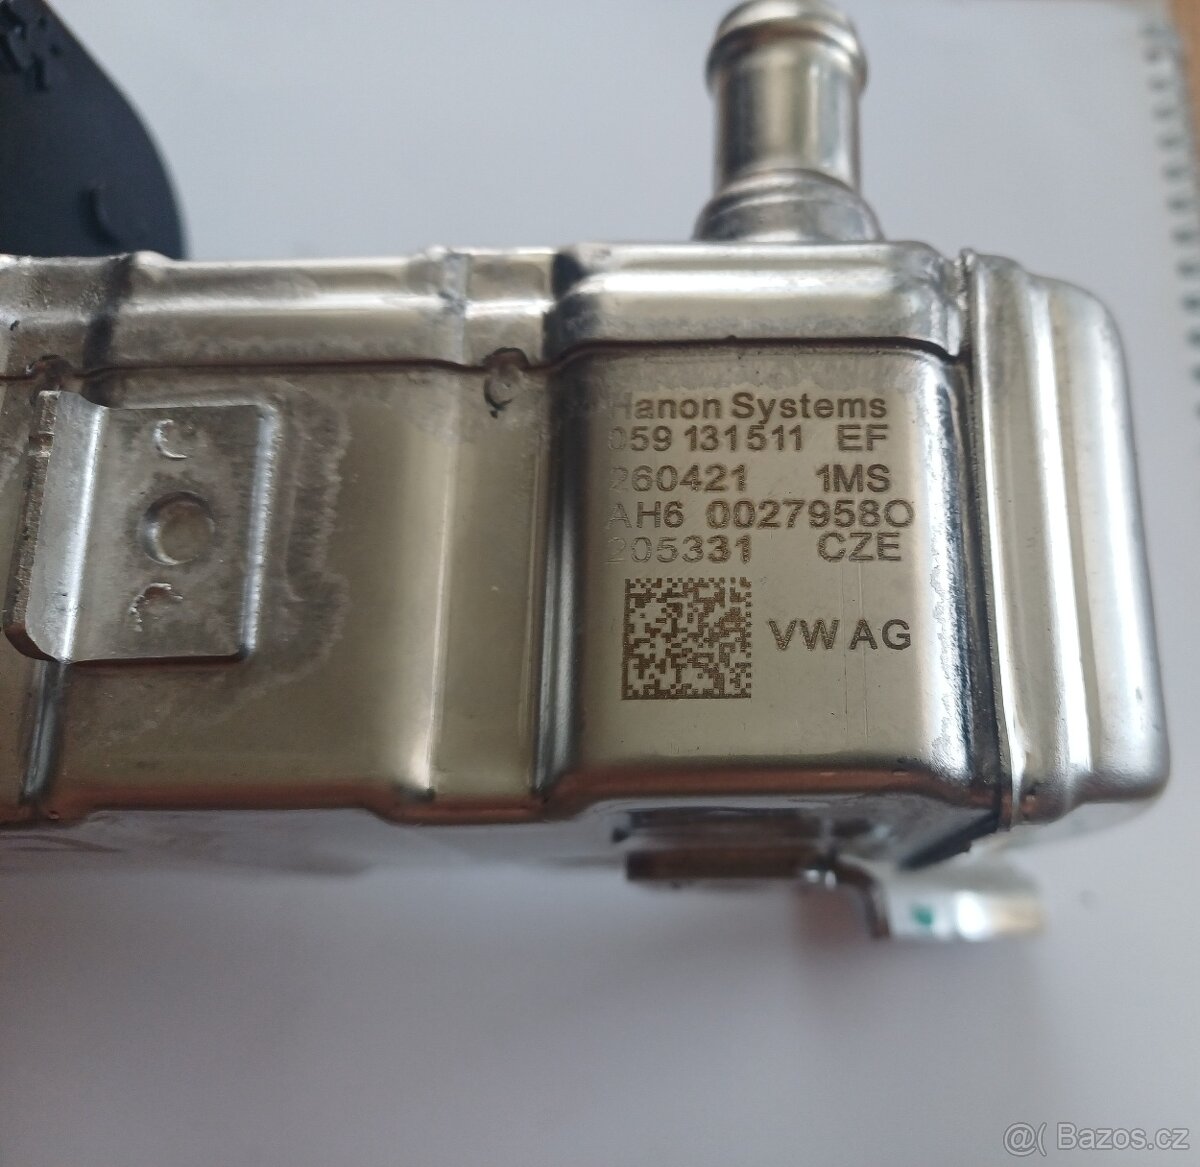 Hanon Systems
059 131511 EF
260421 1MS
AH6 00279580
205331 CZE
VW AG
@( Bazos.cz